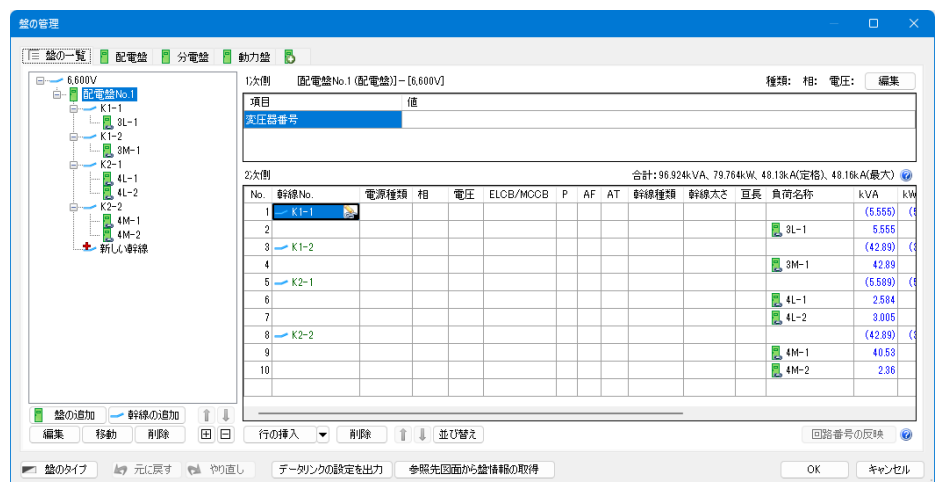 盤の管理
盤の一覧 配電盤 分電盤 動力盤
6,600V
配電盤No.1
K1-1
3L-1
K1-2
3M-1
K2-1
4L-1
4L-2
K2-2
4M-1
4M-2
新しい幹線
盤の追加 幹線の追加
編集 移動 削除
1次側 [配電盤No.1 (配電盤)]-[6,600V] 種類: 相: 電圧: 編集
項目 値
変圧器番号
2次側 合計:96.924kVA、79.764kW、48.13kA(定格)、48.16kA(最大)
No. 幹線No. 電源種類 相 電圧 ELCB/MCCB P AF AT 幹線種類 幹線太さ 亘長 負荷名称 kVA kW
1 K1-1 (5.555)
2 3L-1 5.555
3 K1-2 (42.89)
4 3M-1 42.89
5 K2-1 (5.589)
6 4L-1 2.584
7 4L-2 3.005
8 K2-2 (42.89)
9 4M-1 40.53
10 4M-2 2.36
行の挿入 削除 並び替え 回路番号の反映
盤のタイプ 元に戻す やり直し データリンクの設定を出力 参照先図面から盤情報の取得 OK キャンセル